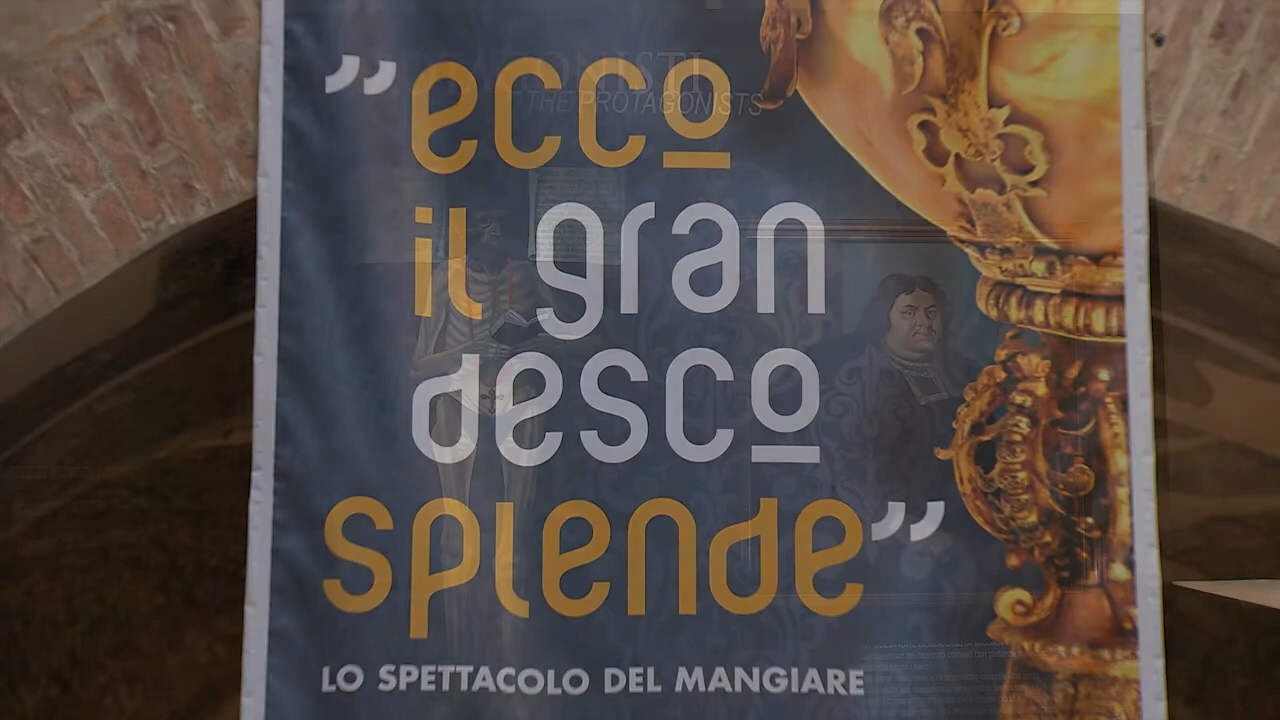 ”ecco
il gran
desco
splende”
LO SPETTACOLO DEL MANGIARE
THE PROTAGONISTS